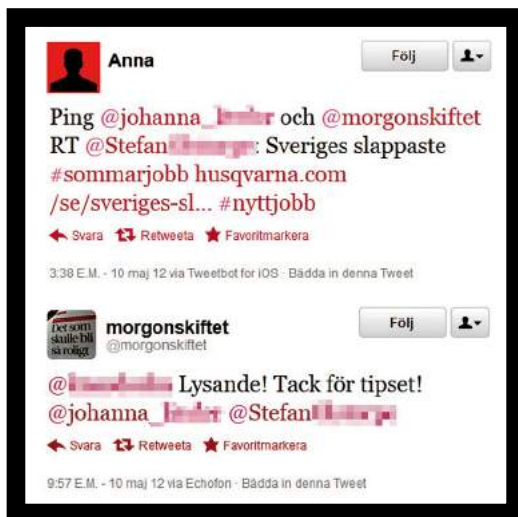 Anna
Följ
Ping @johanna_ och @morgonskiftet
RT @Stefan : Sveriges slappaste
#sommarjobb husqvarna.com
/se/sveriges-sl... #nyttjobb
Svara Retweeta Favoritmarkera
3:38 E.M. - 10 maj 12 via Tweetbot for iOS · Bädda in denna Tweet
Det som
skulle bli
så roligt
morgonskiftet
@morgonskiftet
Följ
@ Lysande! Tack för tipset!
@johanna_ @Stefan
Svara Retweeta Favoritmarkera
9:57 E.M. - 10 maj 12 via Echofon · Bädda in denna Tweet